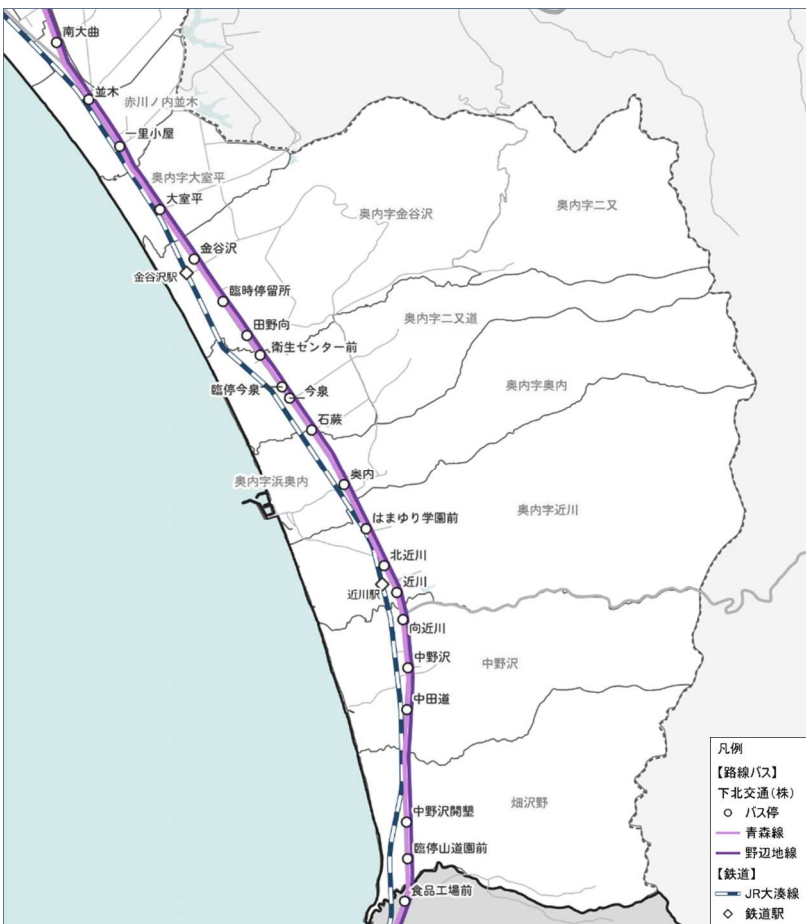 南大曲
並木
赤川ノ内並木
一里小屋
奥内字大室平
大室平
奥内字金谷沢
奥内字二又
金谷沢
金谷沢駅
臨時停留所
奥内字二又道
田野向
衛生センター前
臨停今泉
今泉
奥内字奥内
石蕨
奥内字浜奥内
奥内
奥内字近川
はまゆり学園前
北近川
近川
近川駅
向近川
中野沢
中野沢
中田道
中野沢開墾
畑沢野
臨停山道園前
食品工場前
凡例
【路線バス】
下北交通(株)
バス停
青森線
野辺地線
【鉄道】
JR大湊線
鉄道駅